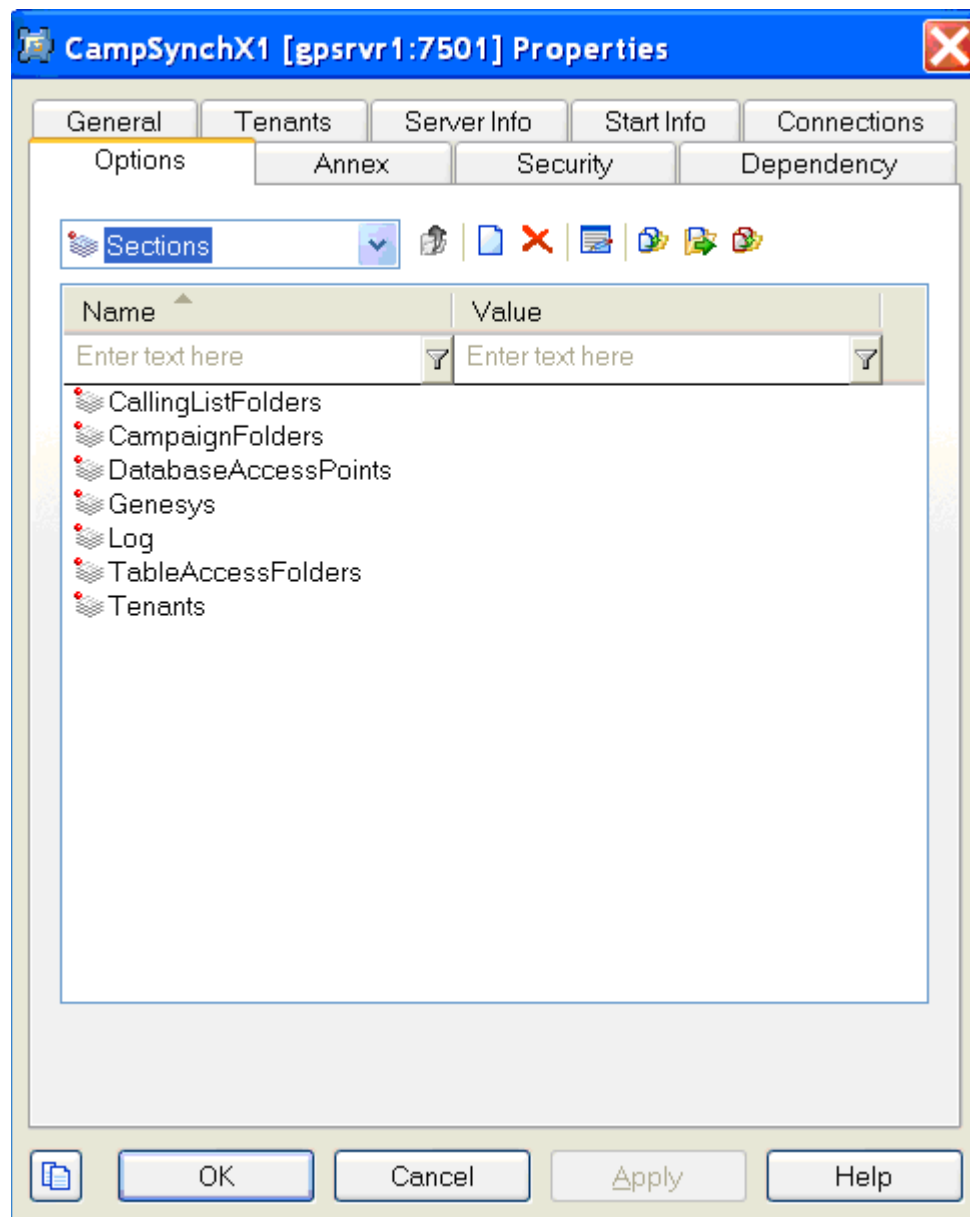 CampSynchX1 [gpsrvr1:7501] Properties
General Tenants Server Info Start Info Connections
Options Annex Security Dependency
Sections
Name Value
Enter text here Enter text here
CallingListFolders
CampaignFolders
DatabaseAccessPoints
Genesys
Log
TableAccessFolders
Tenants
OK Cancel Apply Help